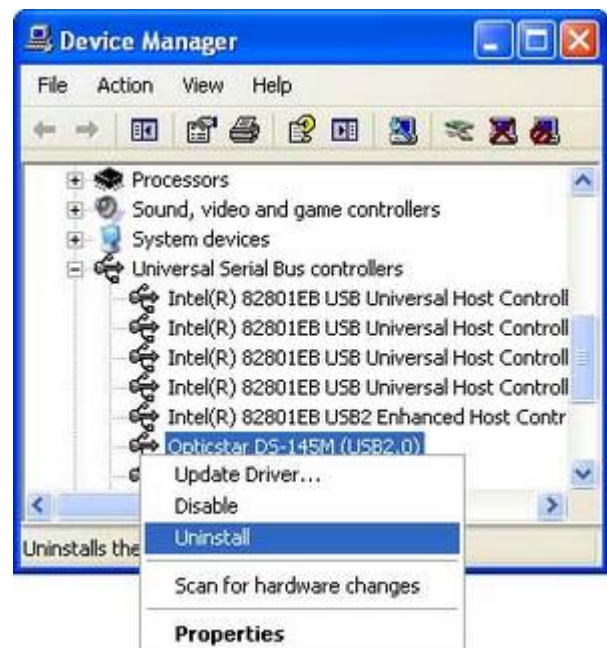 Device Manager
File Action View Help
Processors
Sound, video and game controllers
System devices
Universal Serial Bus controllers
Intel(R) 82801EB USB Universal Host Controll
Intel(R) 82801EB USB Universal Host Controll
Intel(R) 82801EB USB Universal Host Controll
Intel(R) 82801EB USB Universal Host Controll
Intel(R) 82801EB USB2 Enhanced Host Contr
Opticstar DS-145M (USB2.0)
Update Driver...
Disable
Uninstall
Uninstalls the
Scan for hardware changes
Properties